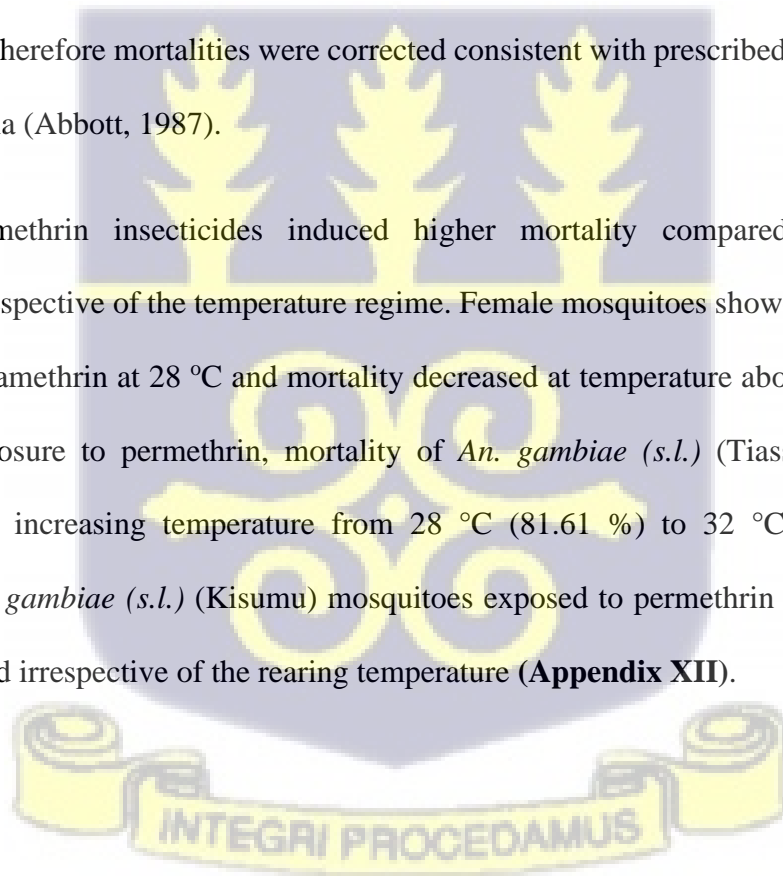 herefore mortalities were corrected consistent with prescribed
a (Abbott, 1987).
methrin insecticides induced higher mortality compared
spective of the temperature regime. Female mosquitoes show
amethrin at 28 ºC and mortality decreased at temperature abo
osure to permethrin, mortality of An. gambiae (s.l.) (Tiass
increasing temperature from 28 °C (81.61 %) to 32 °C
gambiae (s.l.) (Kisumu) mosquitoes exposed to permethrin
d irrespective of the rearing temperature (Appendix XII).
INTEGRI PROCEDAMUS